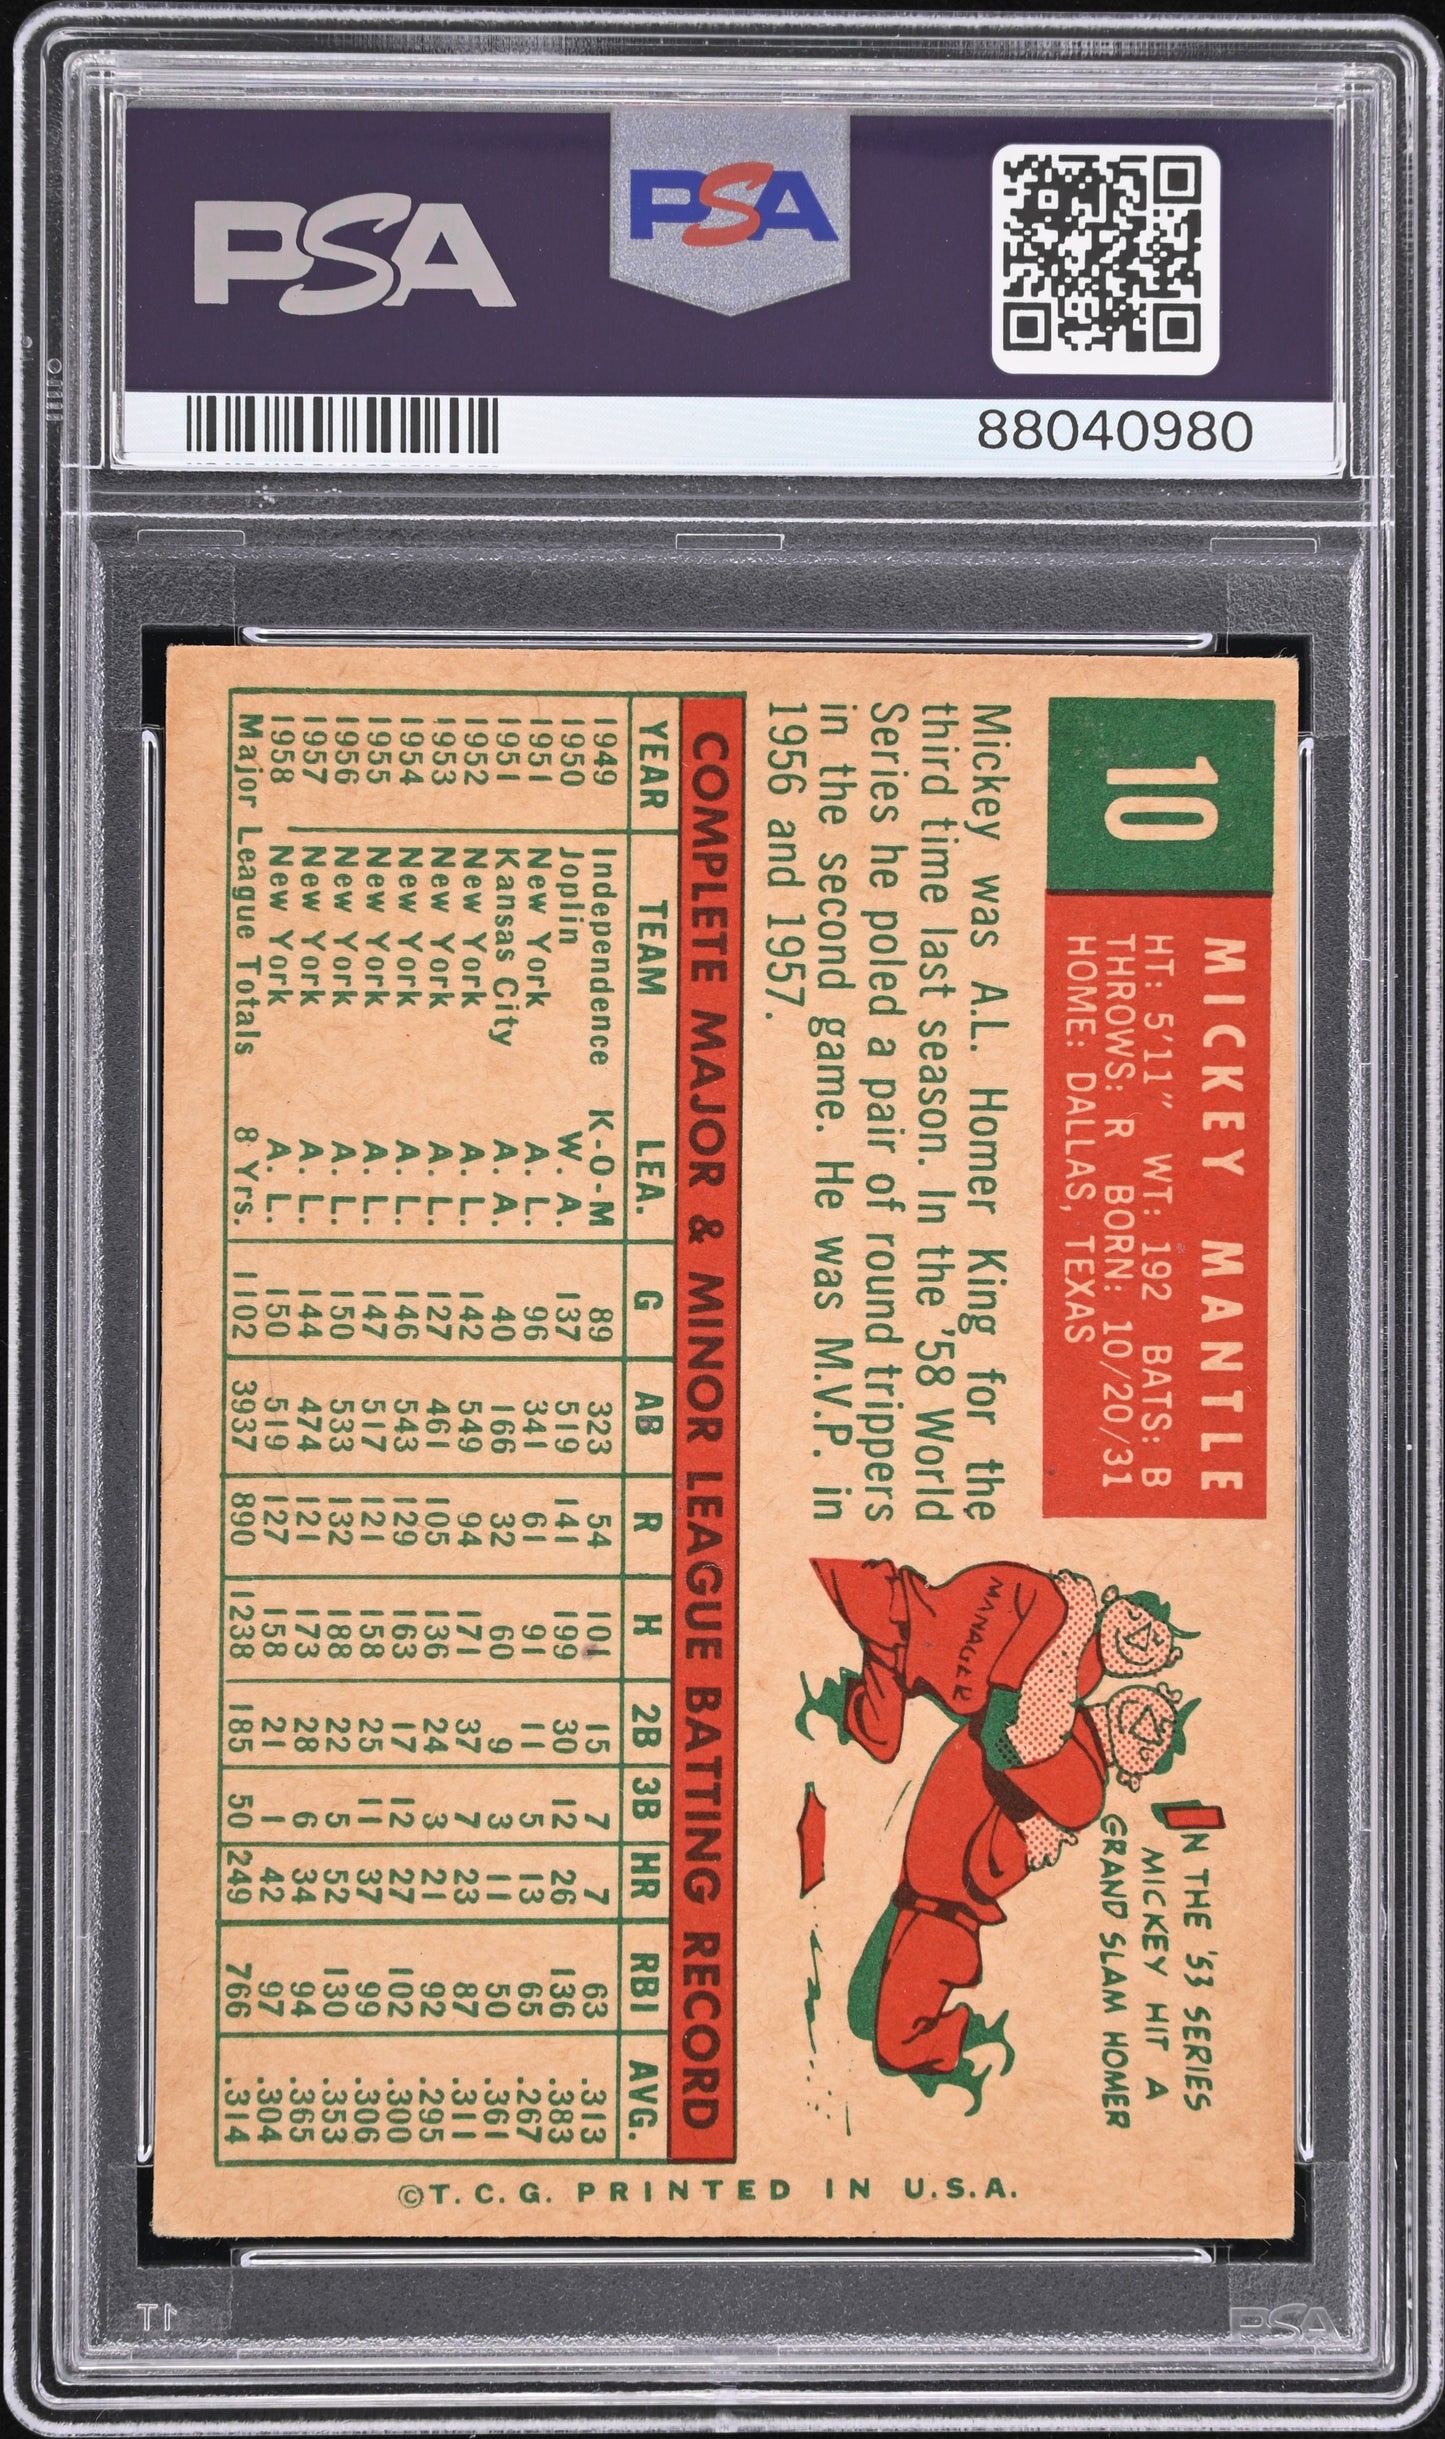 PSA
PSA
88040980
10
MICKEY MANTLE
HT: 5'11" WT: 192 BATS: B
THROWS: R BORN: 10/20/31
HOME: DALLAS, TEXAS
Mickey was A.L. Homer King for the
third time last season. In the '58 World
Series he poled a pair of round trippers
in the second game. He was M.V.P. in
1956 and 1957.
IN THE '53 SERIES
MICKEY HIT A
GRAND SLAM HOMER
MANAGER
COMPLETE MAJOR & MINOR LEAGUE BATTING RECORD
YEAR TEAM LEA. G AB R H 2B 3B HR RBI AVG.
1949 Independence K-O-M 89 323 54 101 15 7 7 63 .313
1950 Joplin W. A. 137 519 141 199 30 12 26 136 .383
1951 New York A. L. 96 341 61 91 11 5 13 65 .267
1951 Kansas City A. A. 40 166 32 60 9 3 11 50 .361
1952 New York A. L. 142 549 94 171 37 7 23 87 .311
1953 New York A. L. 127 461 105 136 24 3 21 92 .295
1954 New York A. L. 146 543 129 163 17 12 27 102 .300
1955 New York A. L. 147 517 121 158 25 11 37 99 .306
1956 New York A. L. 150 533 132 188 22 5 52 130 .353
1957 New York A. L. 144 474 121 173 28 6 34 94 .365
1958 New York A. L. 150 519 127 158 21 1 42 97 .304
Major League Totals 8 Yrs. 1102 3937 890 1238 185 50 249 766 .314
©T.C.G. PRINTED IN U.S.A.
PSA